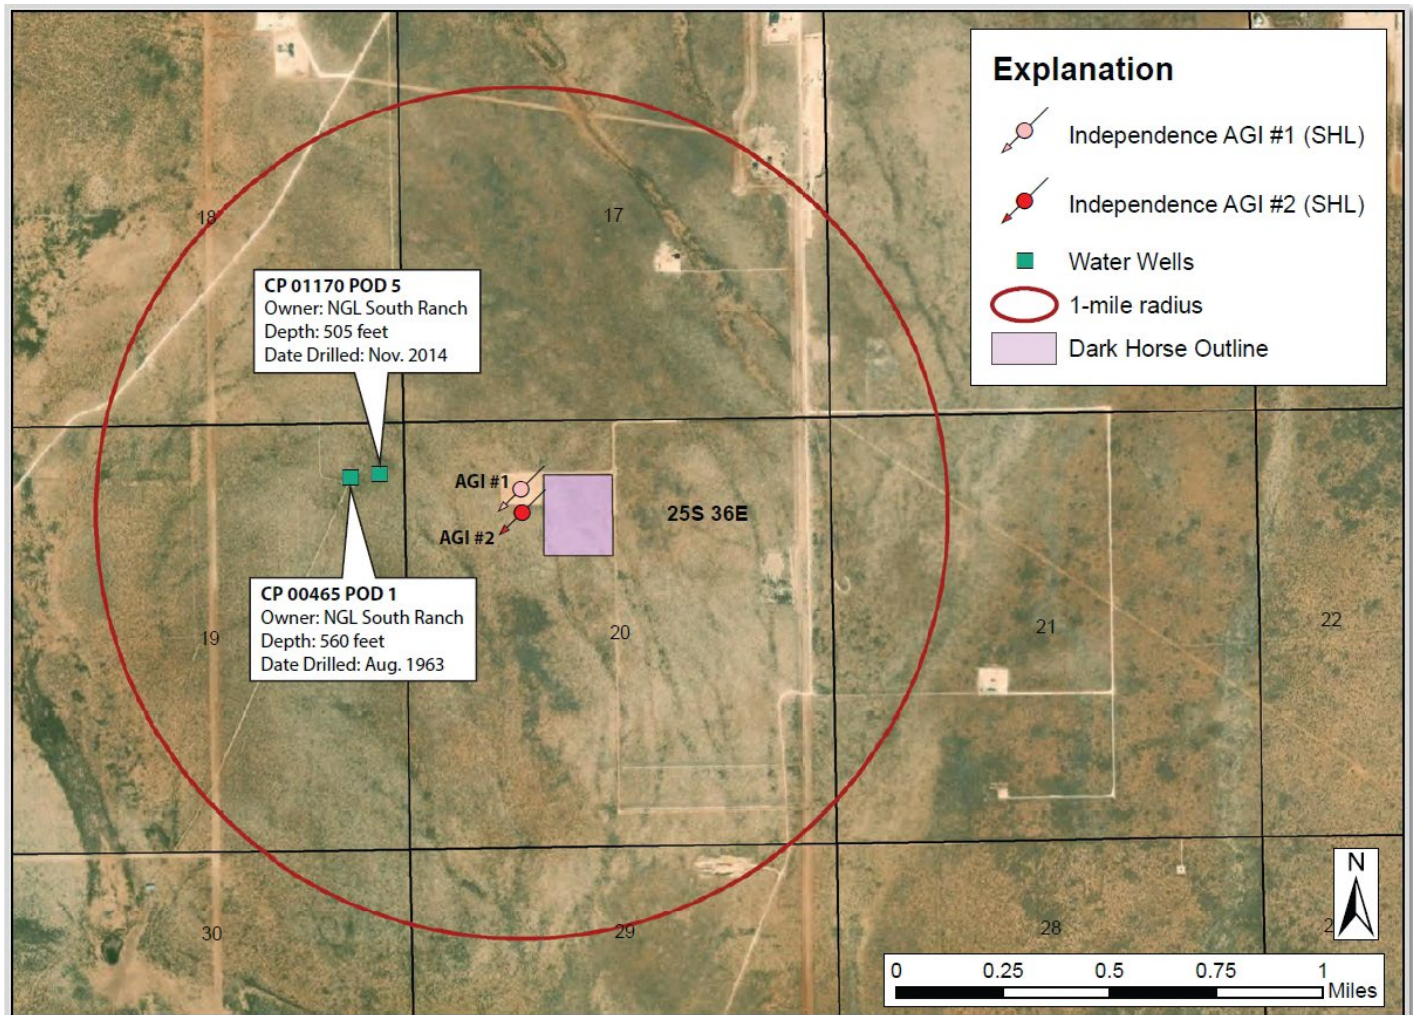 Explanation
Independence AGI #1 (SHL)
Independence AGI #2 (SHL)
Water Wells
1-mile radius
Dark Horse Outline
18
17
CP 01170 POD 5
Owner: NGL South Ranch
Depth: 505 feet
Date Drilled: Nov. 2014
AGI #1
25S 36E
AGI #2
CP 00465 POD 1
Owner: NGL South Ranch
Depth: 560 feet
Date Drilled: Aug. 1963
19
20
21
22
30
29
28
N
0 0.25 0.5 0.75 1
Miles